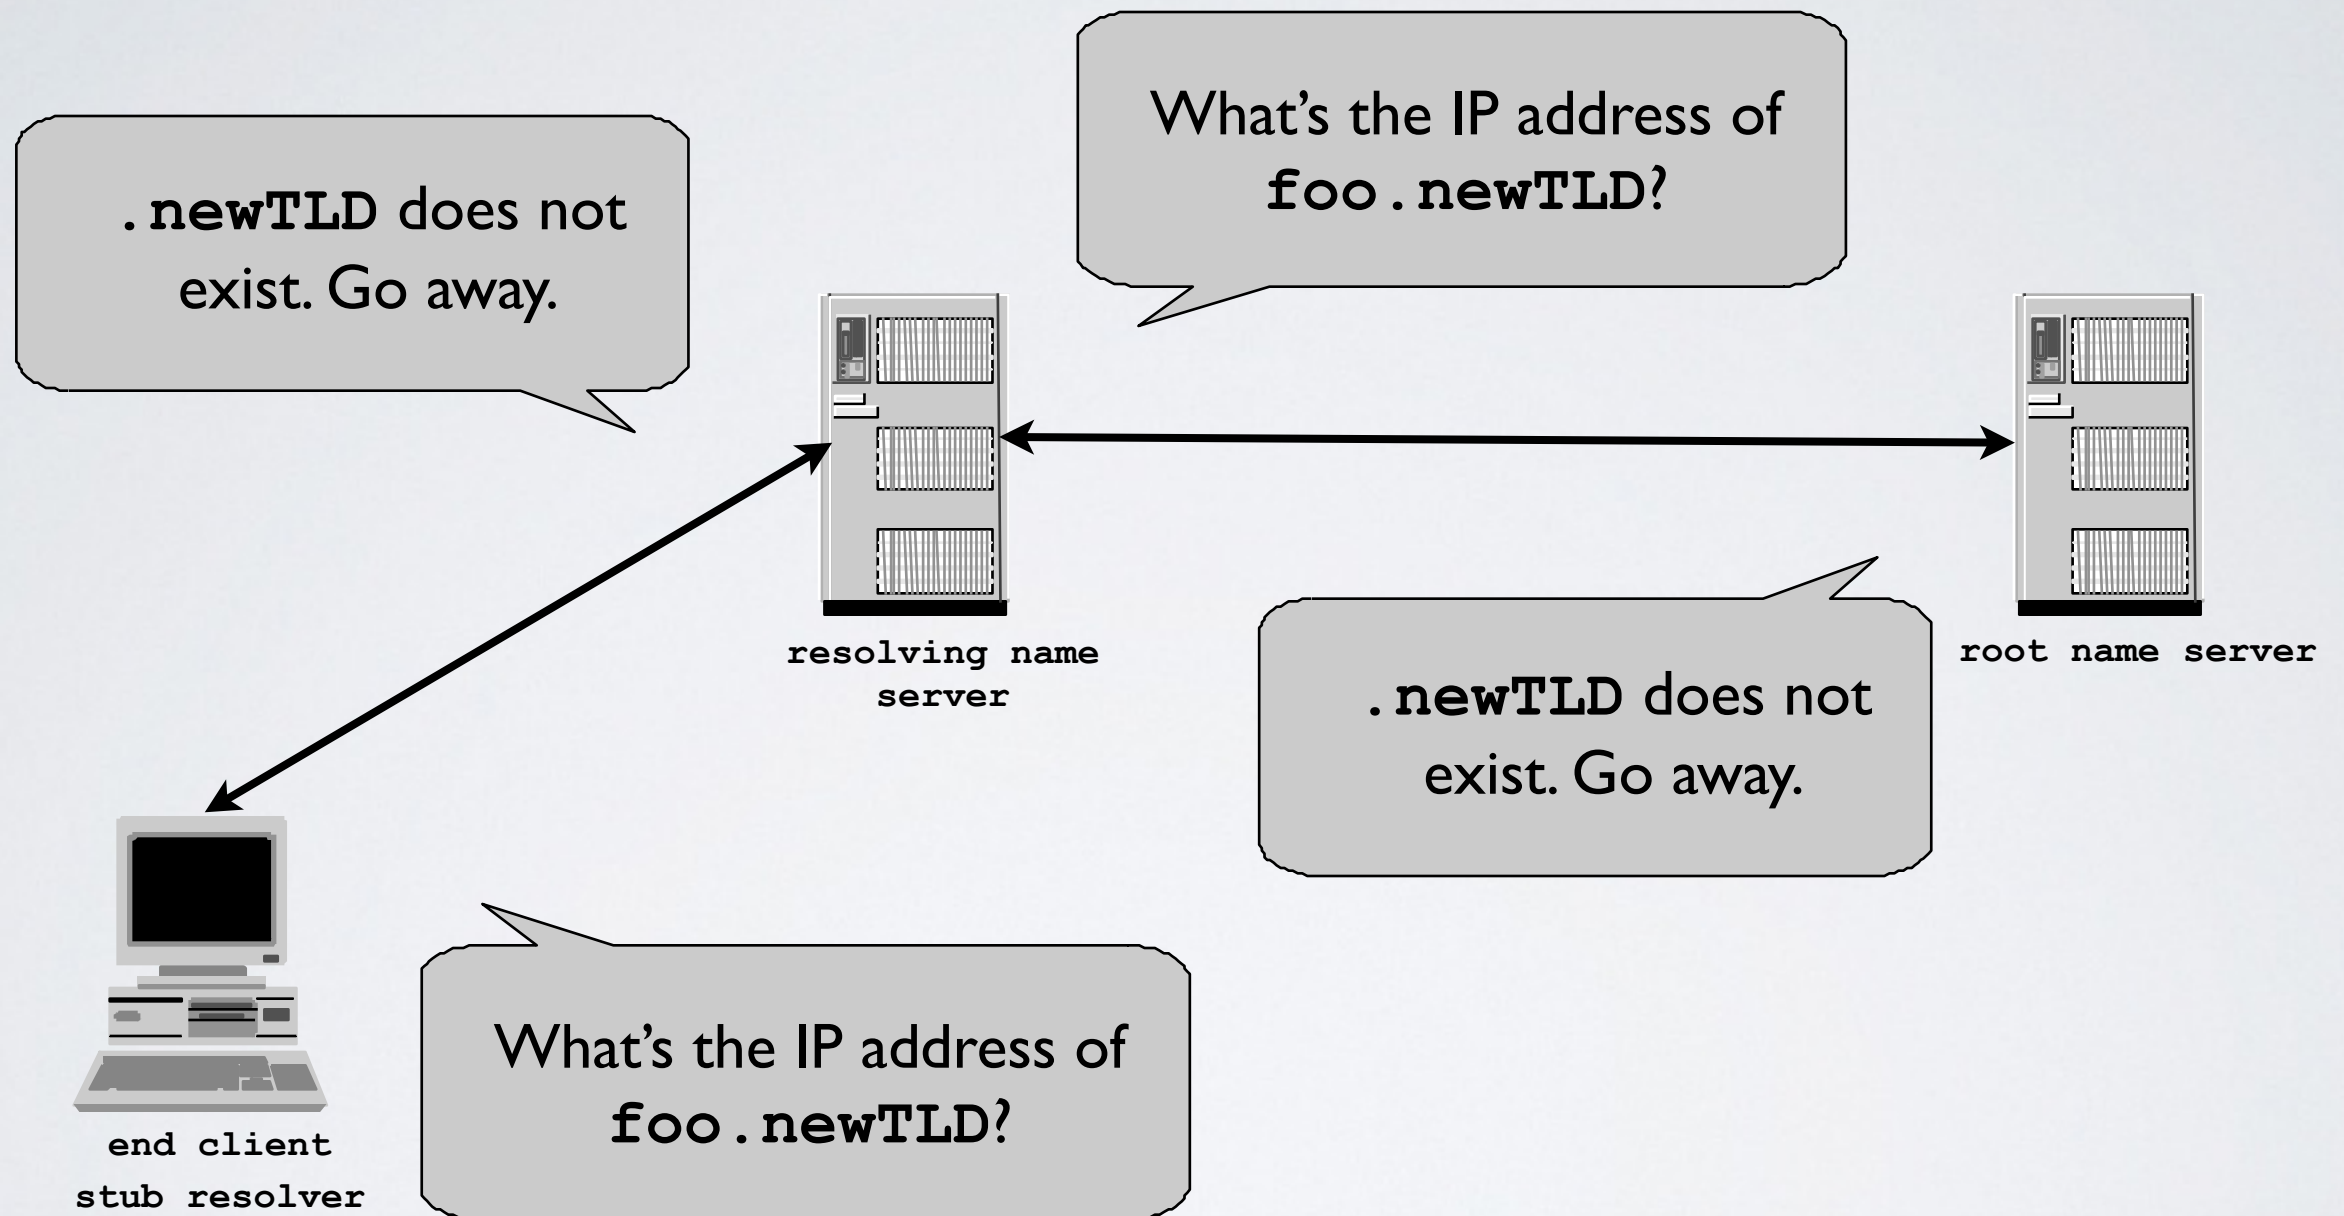 What’s the IP address of
foo.newTLD?
.newTLD does not
exist. Go away.
resolving name
server
root name server
.newTLD does not
exist. Go away.
What’s the IP address of
foo.newTLD?
end client
stub resolver